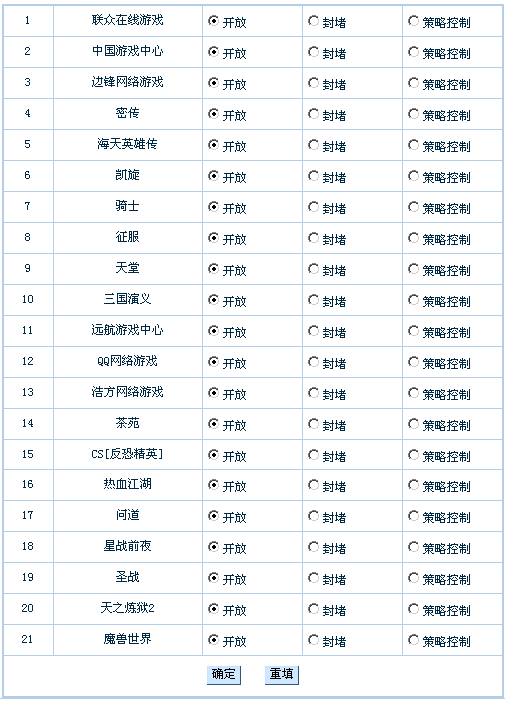 1 联众在线游戏 开放 封堵 策略控制
2 中国游戏中心 开放 封堵 策略控制
3 边锋网络游戏 开放 封堵 策略控制
4 密传 开放 封堵 策略控制
5 海天英雄传 开放 封堵 策略控制
6 凯旋 开放 封堵 策略控制
7 骑士 开放 封堵 策略控制
8 征服 开放 封堵 策略控制
9 天堂 开放 封堵 策略控制
10 三国演义 开放 封堵 策略控制
11 远航游戏中心 开放 封堵 策略控制
12 QQ网络游戏 开放 封堵 策略控制
13 浩方网络游戏 开放 封堵 策略控制
14 茶苑 开放 封堵 策略控制
15 CS[反恐精英] 开放 封堵 策略控制
16 热血江湖 开放 封堵 策略控制
17 问道 开放 封堵 策略控制
18 星战前夜 开放 封堵 策略控制
19 圣战 开放 封堵 策略控制
20 天之炼狱2 开放 封堵 策略控制
21 魔兽世界 开放 封堵 策略控制
确定 重填